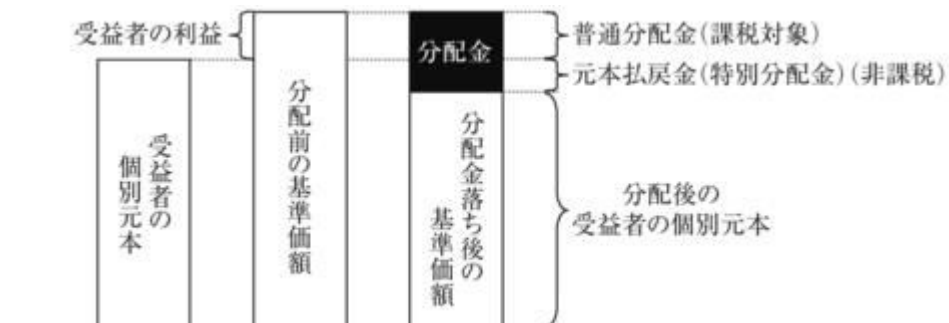 受益者の利益
分配金
普通分配金(課税対象)
元本払戻金(特別分配金)(非課税)
受益者の
個別元本
分配前の基準価額
分配金落ち後の
基準価額
分配後の
受益者の個別元本